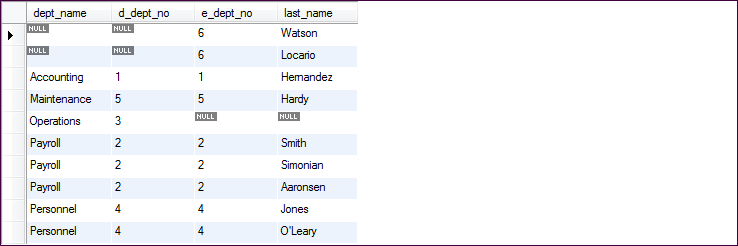 dept_name d_dept_no e_dept_no last_name
NULL NULL 6 Watson
NULL NULL 6 Locario
Accounting 1 1 Hernandez
Maintenance 5 5 Hardy
Operations 3 NULL NULL
Payroll 2 2 Smith
Payroll 2 2 Simonian
Payroll 2 2 Aaronsen
Personnel 4 4 Jones
Personnel 4 4 O'Leary